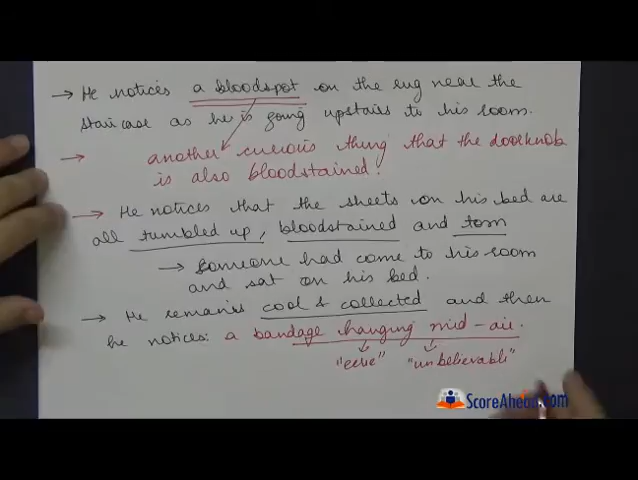 → He notices a bloodspot on the rug near the
staircase as he is going upstairs to his room.
→ another curious thing that the doorknob
is also bloodstained!
→ He notices that the sheets on his bed are
all tumbled up, bloodstained and torn
→ Someone had come to his room
and sat on his bed.
→ He remains cool & collected and then
he notices: a bandage changing mid-air.
"eerie" "unbelievable"
ScoreAhead.com